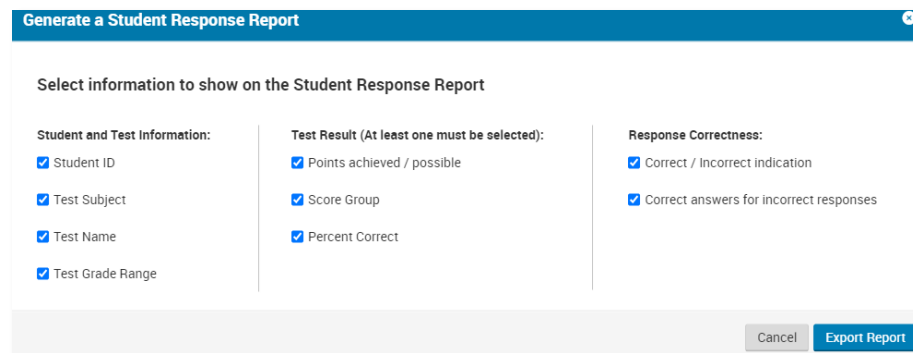 Generate a Student Response Report
Select information to show on the Student Response Report
Student and Test Information:
Student ID
Test Subject
Test Name
Test Grade Range
Test Result (At least one must be selected):
Points achieved / possible
Score Group
Percent Correct
Response Correctness:
Correct / Incorrect indication
Correct answers for incorrect responses
Cancel
Export Report